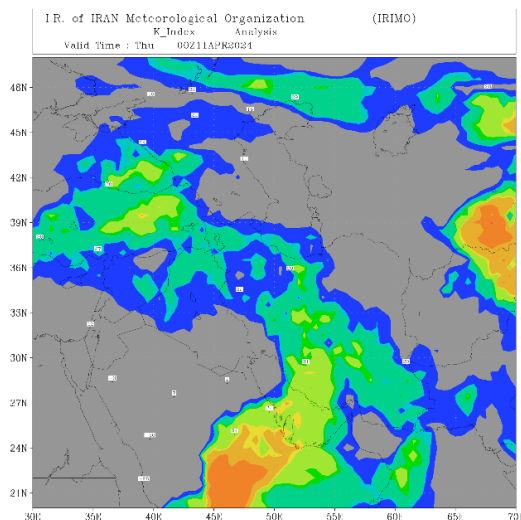 I.R. of IRAN Meteorological Organization (IRIMO)
K_Index Analysis
Valid Time : Thu 00Z11APR2024
48N
45N
42N
39N
36N
33N
30N
27N
24N
21N
30E 35E 40E 45E 50E 55E 60E 65E 70E